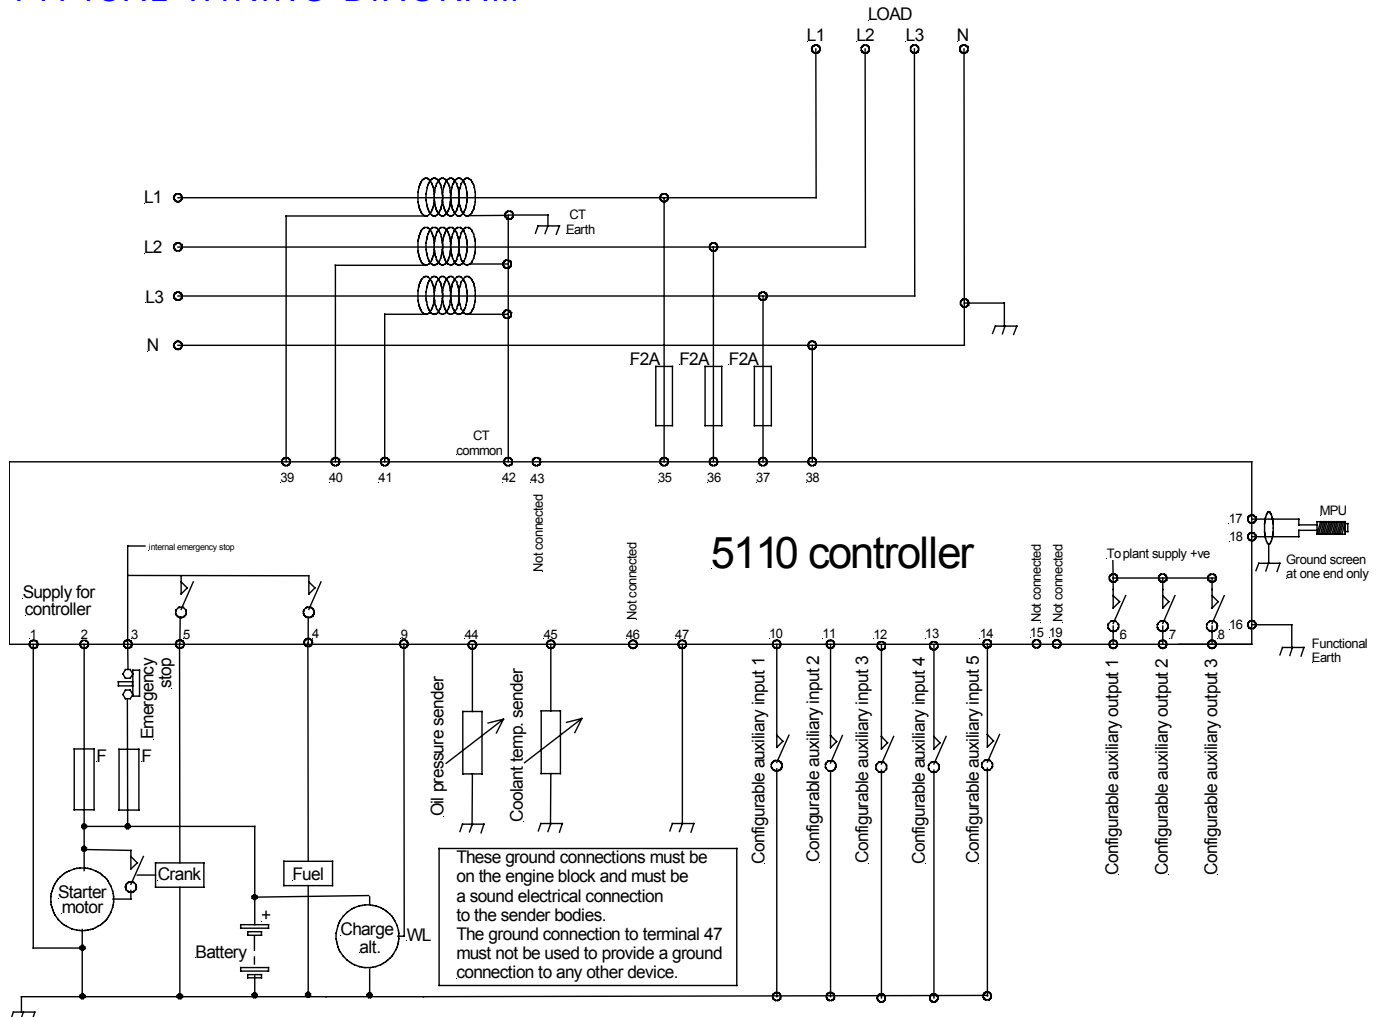 TYPICAL WIRING DIAGRAM
LOAD
L1 L2 L3 N
L1
CT
Earth
L2
L3
N
F2A F2A F2A
CT
common
39 40 41 42 43 35 36 37 38
Not connected
17
18
MPU
Ground screen
at one end only
internal emergency stop
5110 controller
To plant supply +ve
Supply for
controller
Not connected
Not connected
Not connected
16
Functional
Earth
1 2 3 5 4 9 44 45 46 47 10 11 12 13 14 15 19 6 7 8
Emergency
stop
F F
Oil pressure sender
Coolant temp. sender
Configurable auxiliary input 1
Configurable auxiliary input 2
Configurable auxiliary input 3
Configurable auxiliary input 4
Configurable auxiliary input 5
Configurable auxiliary output 1
Configurable auxiliary output 2
Configurable auxiliary output 3
Starter
motor
Crank
Fuel
Battery
+
Charge
alt.
WL
These ground connections must be
on the engine block and must be
a sound electrical connection
to the sender bodies.
The ground connection to terminal 47
must not be used to provide a ground
connection to any other device.